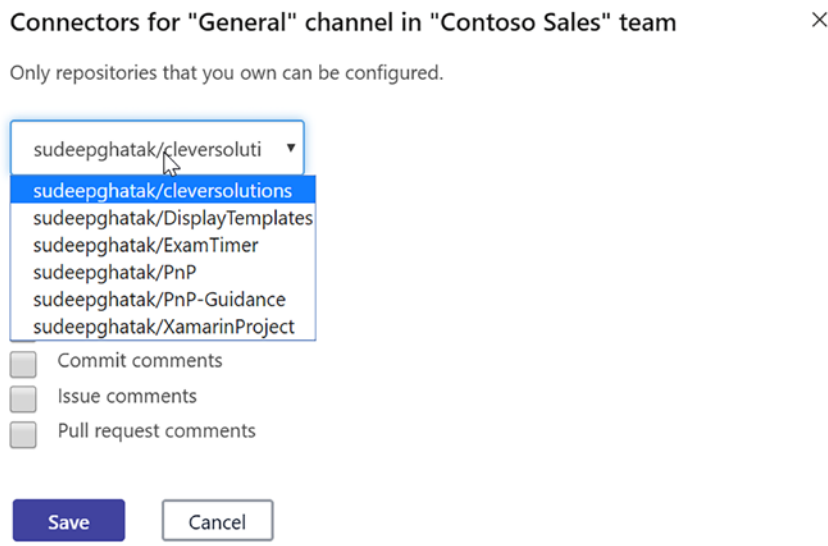 Connectors for "General" channel in "Contoso Sales" team
Only repositories that you own can be configured.
sudeepghatak/cleversoluti
sudeepghatak/cleversolutions
sudeepghatak/DisplayTemplates
sudeepghatak/ExamTimer
sudeepghatak/PnP
sudeepghatak/PnP-Guidance
sudeepghatak/XamarinProject
Commit comments
Issue comments
Pull request comments
Save Cancel